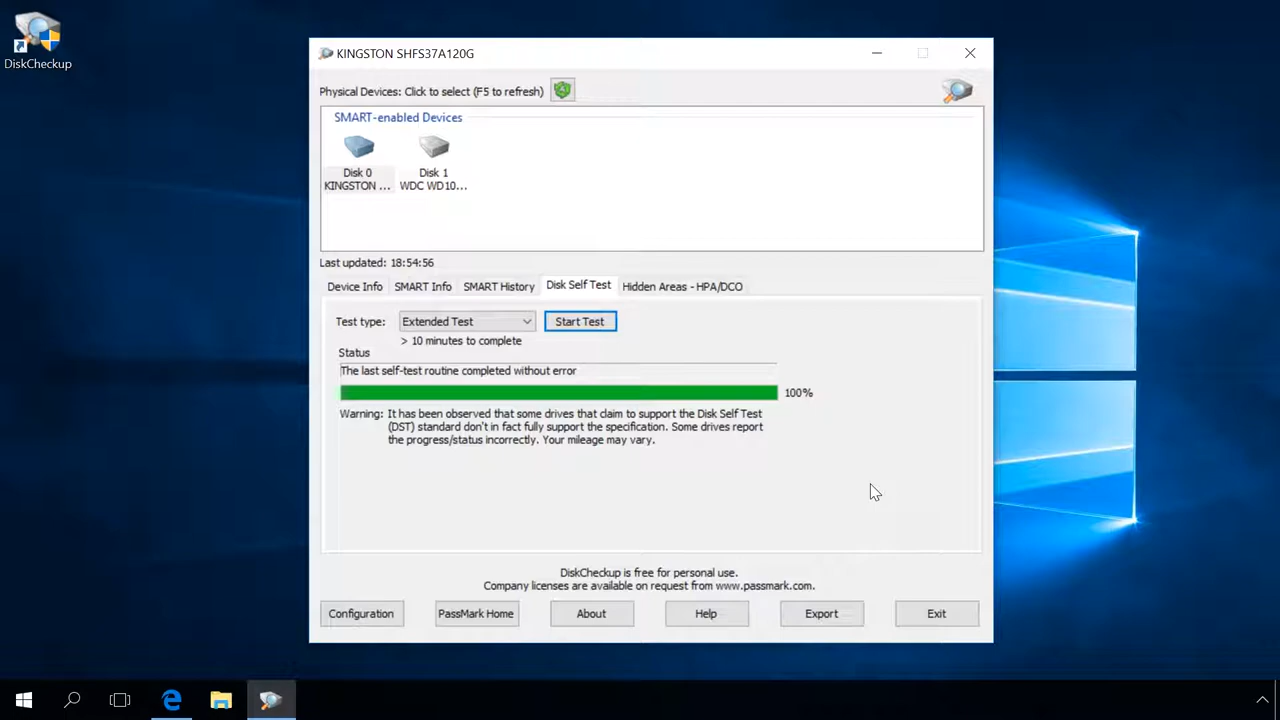 DiskCheckup
KINGSTON SHFS37A120G
Physical Devices: Click to select (F5 to refresh)
SMART-enabled Devices
Disk 0
KINGSTON ...
Disk 1
WDC WD10...
Last updated: 18:54:56
Device Info
SMART Info
SMART History
Disk Self Test
Hidden Areas - HPA/DCO
Test type:
Extended Test
Start Test
> 10 minutes to complete
Status
The last self-test routine completed without error
100%
Warning: It has been observed that some drives that claim to support the Disk Self Test
(DST) standard don't in fact fully support the specification. Some drives report
the progress/status incorrectly. Your mileage may vary.
DiskCheckup is free for personal use.
Company licenses are available on request from www.passmark.com.
Configuration
PassMark Home
About
Help
Export
Exit